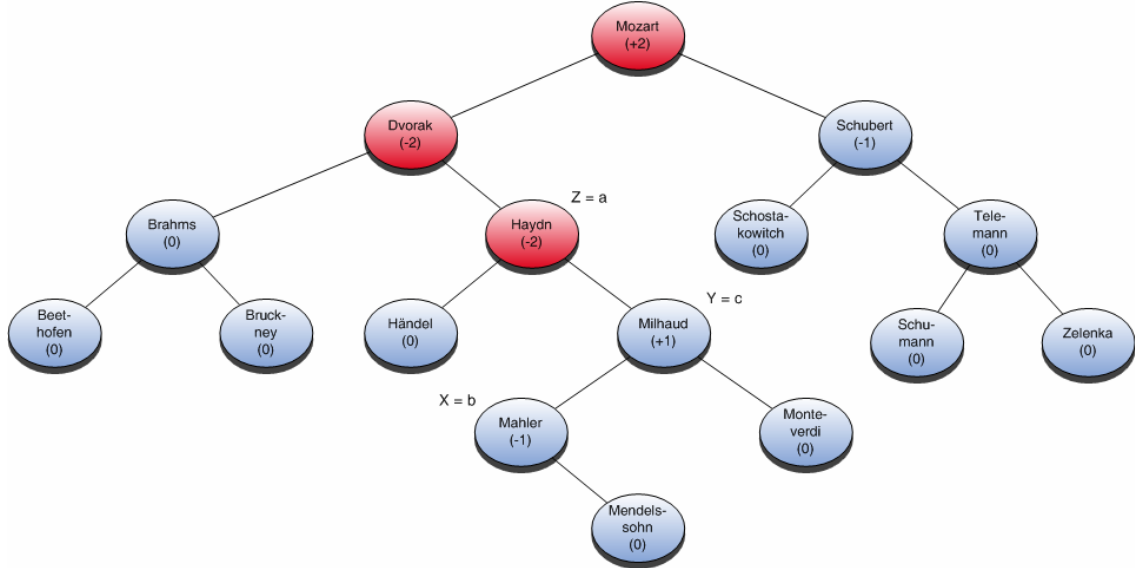 Mozart
(+2)
Dvorak
(-2)
Schubert
(-1)
Z = a
Brahms
(0)
Haydn
(-2)
Schosta-
kowitch
(0)
Tele-
mann
(0)
Y = c
Beet-
hofen
(0)
Bruck-
ney
(0)
Händel
(0)
Milhaud
(+1)
Schu-
mann
(0)
Zelenka
(0)
X = b
Mahler
(-1)
Monte-
verdi
(0)
Mendels-
sohn
(0)